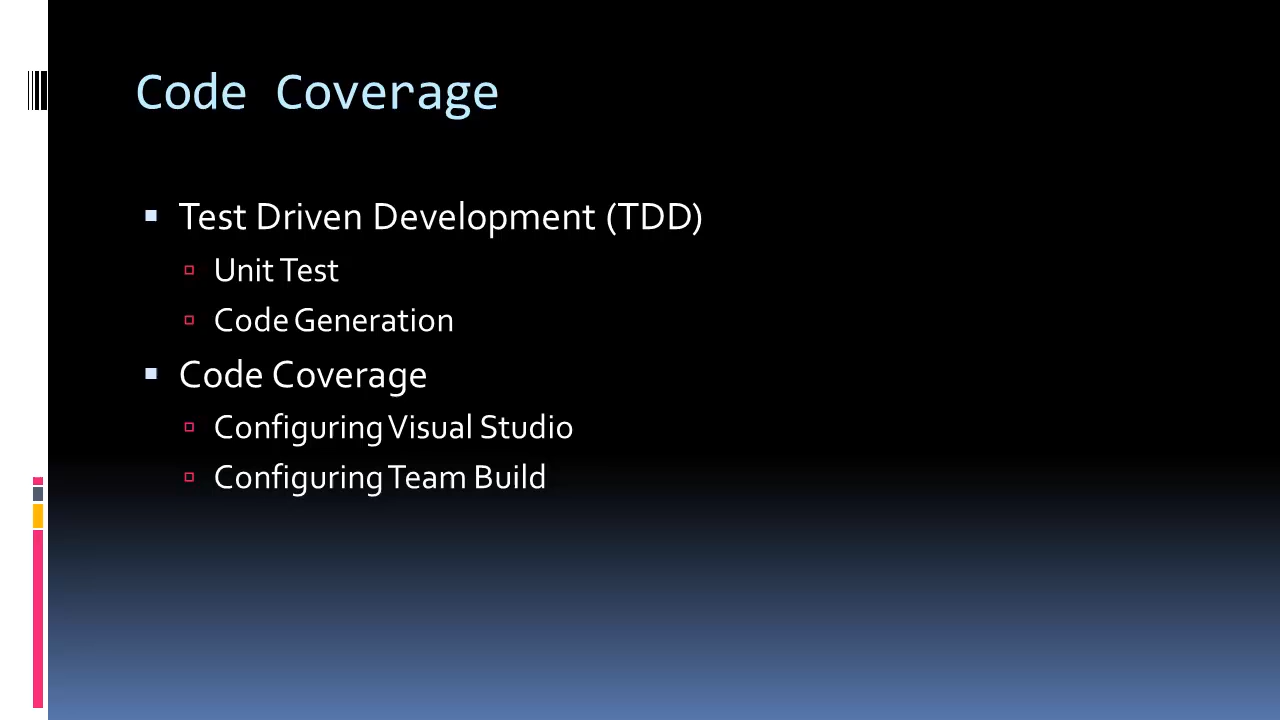 Code Coverage
Test Driven Development (TDD)
Unit Test
Code Generation
Code Coverage
Configuring Visual Studio
Configuring Team Build